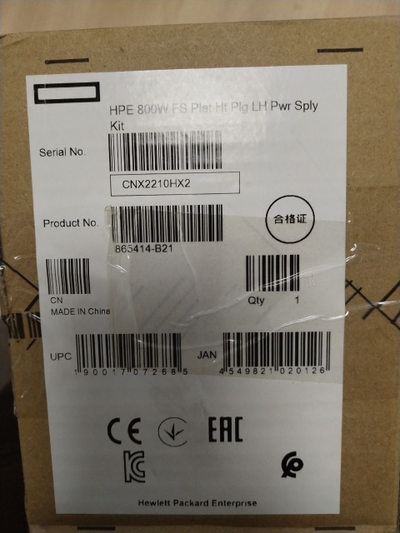 HPE 800W FS Plat Ht Plg LH Pwr Sply
Kit
Serial No.
CNX2210HX2
合格证
Product No.
865414-B21
CN
MADE IN China
Qty 1
UPC
190017072685
JAN
4549821020126
CE
EAC
Hewlett Packard Enterprise